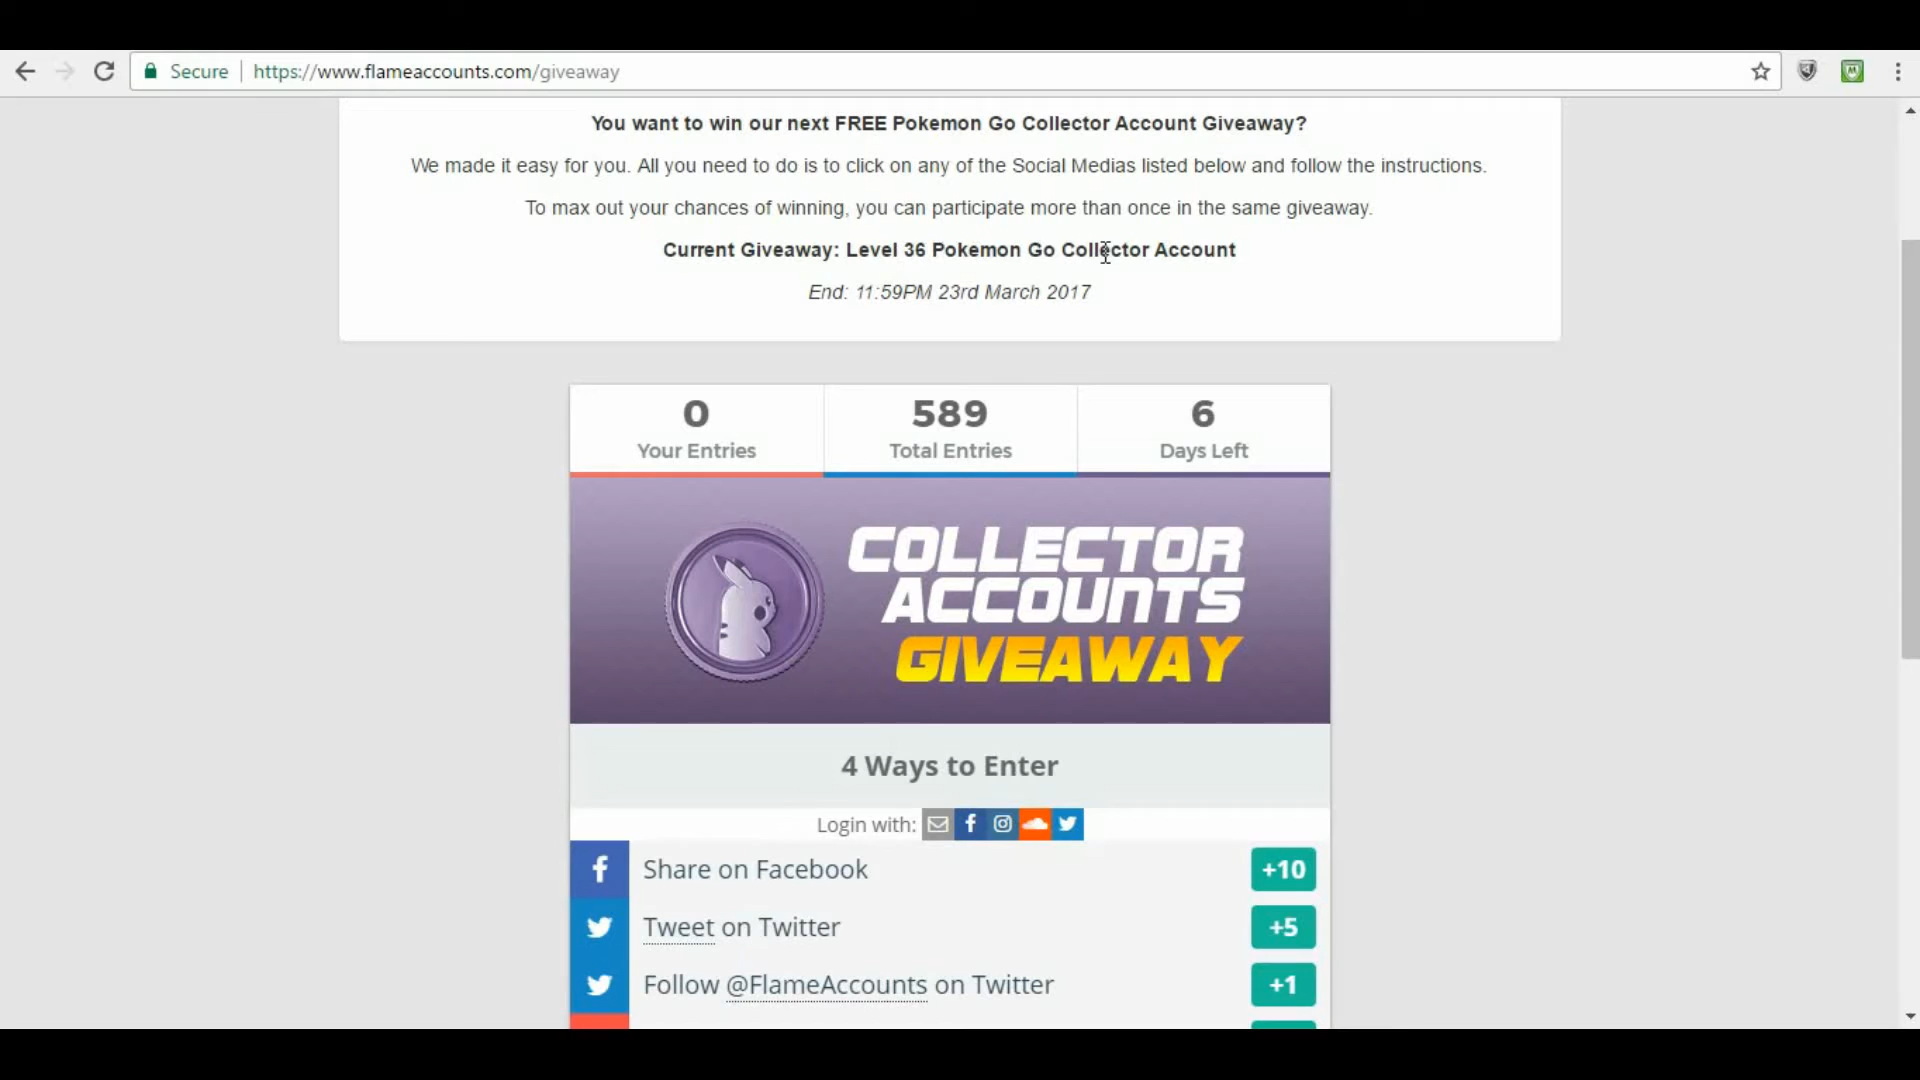 Secure https://www.flameaccounts.com/giveaway
You want to win our next FREE Pokemon Go Collector Account Giveaway?
We made it easy for you. All you need to do is to click on any of the Social Medias listed below and follow the instructions.
To max out your chances of winning, you can participate more than once in the same giveaway.
Current Giveaway: Level 36 Pokemon Go Collector Account
End: 11:59PM 23rd March 2017
0 589 6
Your Entries Total Entries Days Left
COLLECTOR
ACCOUNTS
GIVEAWAY
4 Ways to Enter
Login with:
Share on Facebook +10
Tweet on Twitter +5
Follow @FlameAccounts on Twitter +1